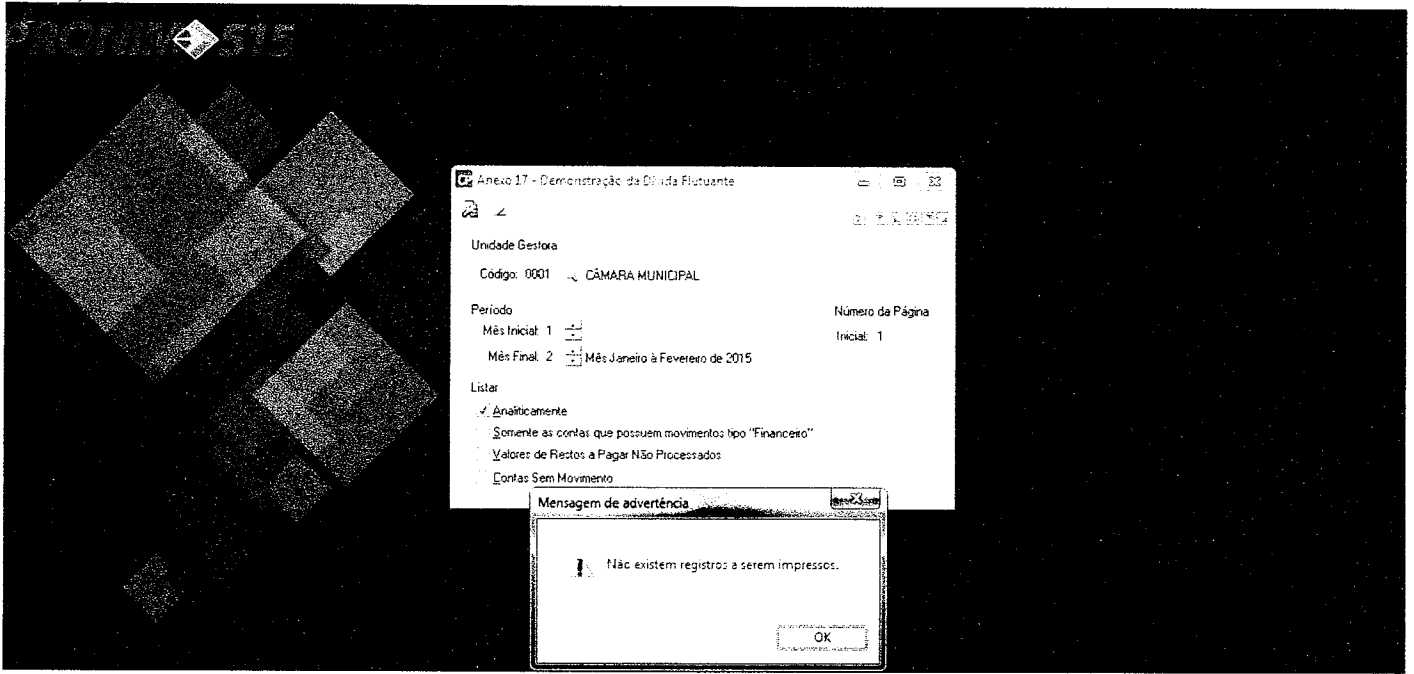 PRONIM 515
Anexo 17 - Demonstração da Dívida Flutuante
Unidade Gestora
Código: 0001 CÂMARA MUNICIPAL
Período
Número da Página
Mês Inicial: 1
Inicial: 1
Mês Final: 2 Mês Janeiro à Fevereiro de 2015
Listar
Analiticamente
Somente as contas que possuem movimentos tipo "Financeiro"
Valores de Restos a Pagar Não Processados
Contas Sem Movimento
Mensagem de advertência
Não existem registros a serem impressos.
OK